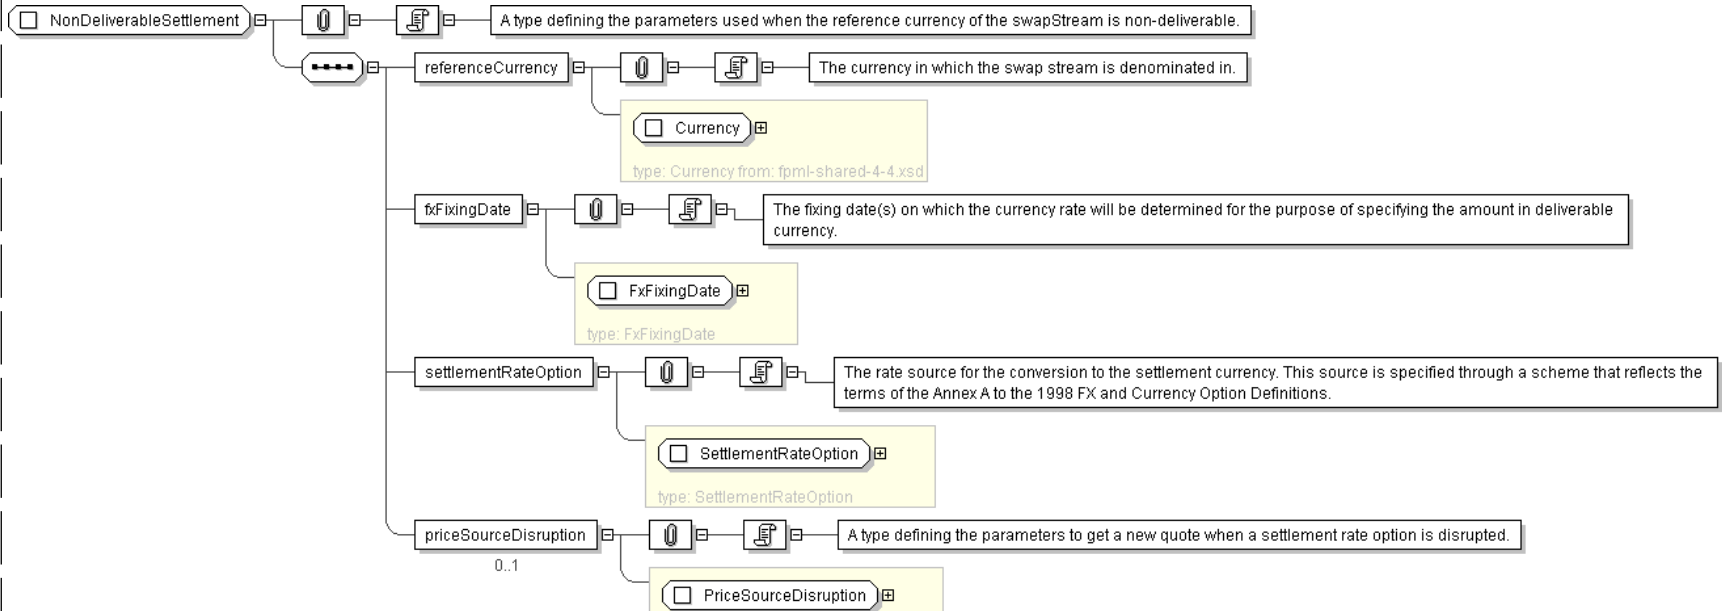 NonDeliverableSettlement
A type defining the parameters used when the reference currency of the swapStream is non-deliverable.
referenceCurrency
The currency in which the swap stream is denominated in.
Currency
type: Currency from: fpml-shared-4-4.xsd
fxFixingDate
The fixing date(s) on which the currency rate will be determined for the purpose of specifying the amount in deliverable
currency.
FxFixingDate
type: FxFixingDate
settlementRateOption
The rate source for the conversion to the settlement currency. This source is specified through a scheme that reflects the
terms of the Annex A to the 1998 FX and Currency Option Definitions.
SettlementRateOption
type: SettlementRateOption
priceSourceDisruption
A type defining the parameters to get a new quote when a settlement rate option is disrupted.
0..1
PriceSourceDisruption